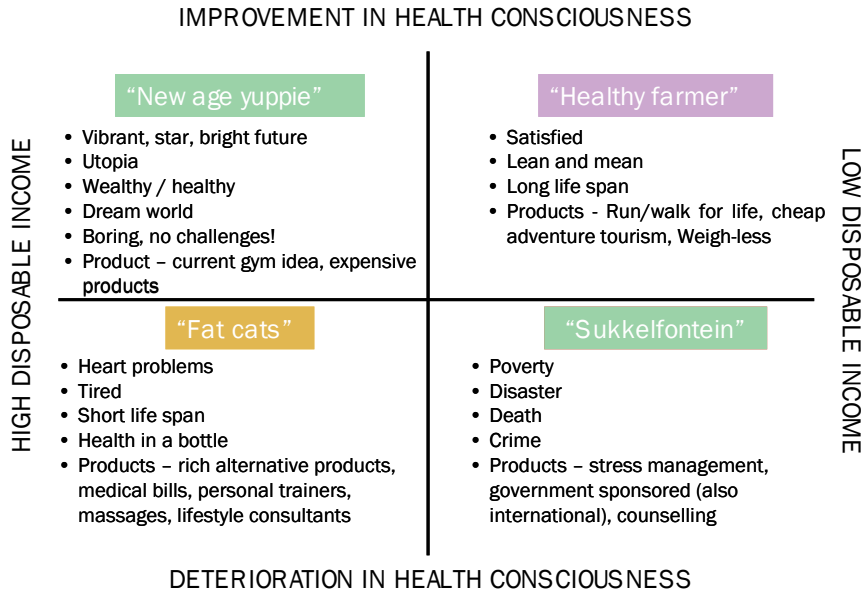 IMPROVEMENT IN HEALTH CONSCIOUSNESS
HIGH DISPOSABLE INCOME
"New age yuppie"
• Vibrant, star, bright future
• Utopia
• Wealthy / healthy
• Dream world
• Boring, no challenges!
• Product – current gym idea, expensive
products
"Healthy farmer"
• Satisfied
• Lean and mean
• Long life span
• Products - Run/walk for life, cheap
adventure tourism, Weigh-less
LOW DISPOSABLE INCOME
"Fat cats"
• Heart problems
• Tired
• Short life span
• Health in a bottle
• Products – rich alternative products,
medical bills, personal trainers,
massages, lifestyle consultants
"Sukkelfontein"
• Poverty
• Disaster
• Death
• Crime
• Products – stress management,
government sponsored (also
international), counselling
DETERIORATION IN HEALTH CONSCIOUSNESS